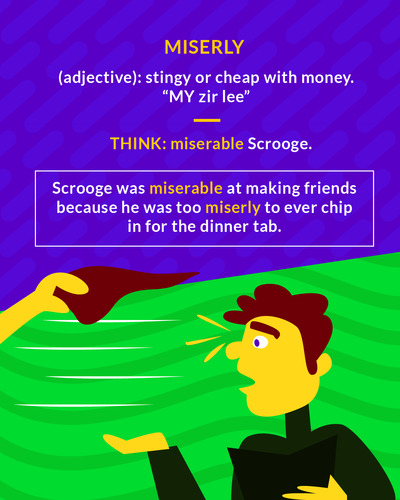 MISERLY
(adjective): stingy or cheap with money.
“MY zir lee”
THINK: miserable Scrooge.
Scrooge was miserable at making friends
because he was too miserly to ever chip
in for the dinner tab.